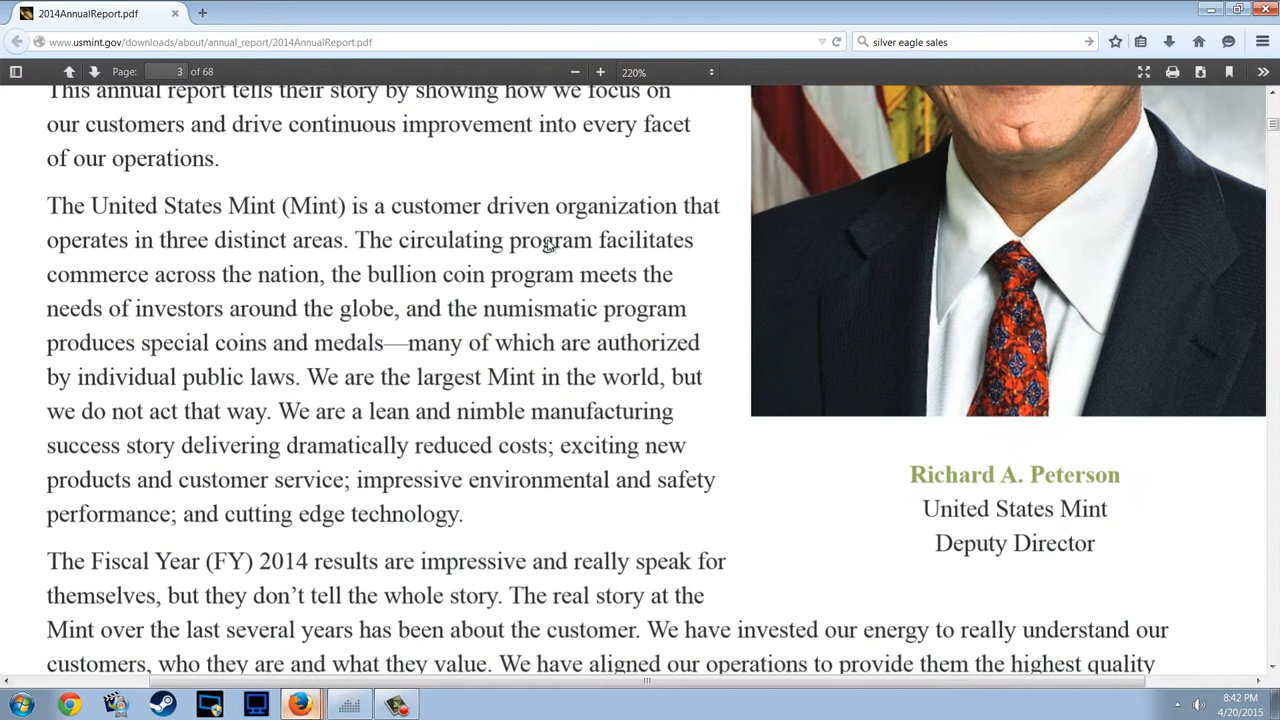 2014AnnualReport.pdf
www.usmint.gov/downloads/about/annual_report/2014AnnualReport.pdf
silver eagle sales
Page: 3 of 68
220%
This annual report tells their story by showing how we focus on
our customers and drive continuous improvement into every facet
of our operations.
The United States Mint (Mint) is a customer driven organization that
operates in three distinct areas. The circulating program facilitates
commerce across the nation, the bullion coin program meets the
needs of investors around the globe, and the numismatic program
produces special coins and medals—many of which are authorized
by individual public laws. We are the largest Mint in the world, but
we do not act that way. We are a lean and nimble manufacturing
success story delivering dramatically reduced costs; exciting new
products and customer service; impressive environmental and safety
performance; and cutting edge technology.
Richard A. Peterson
United States Mint
Deputy Director
The Fiscal Year (FY) 2014 results are impressive and really speak for
themselves, but they don’t tell the whole story. The real story at the
Mint over the last several years has been about the customer. We have invested our energy to really understand our
customers, who they are and what they value. We have aligned our operations to provide them the highest quality
8:42 PM
4/20/2015